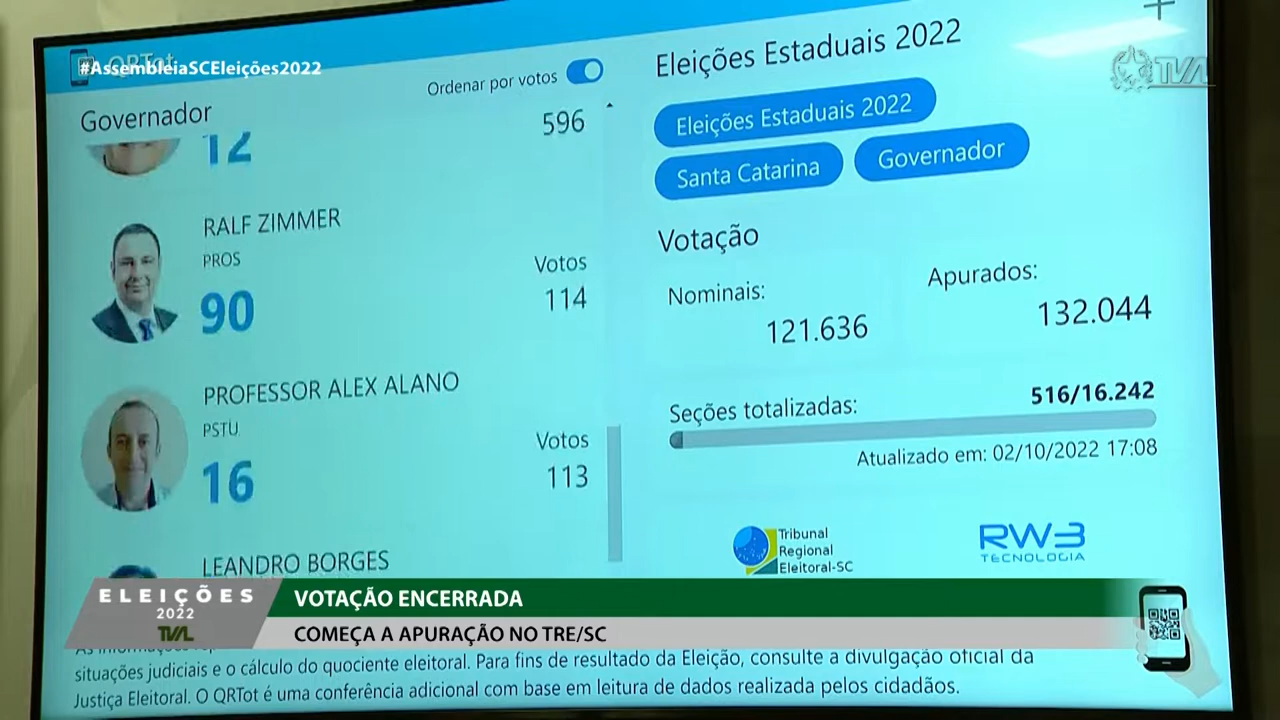 QRTot
#AssembleiaSCEleições2022
Governador
Ordenar por votos
12
596
RALF ZIMMER
PROS
90
Votos
114
PROFESSOR ALEX ALANO
PSTU
16
Votos
113
LEANDRO BORGES
Eleições Estaduais 2022
Eleições Estaduais 2022
Santa Catarina
Governador
Votação
Nominais:
121.636
Apurados:
132.044
Seções totalizadas:
516/16.242
Atualizado em: 02/10/2022 17:08
Tribunal
Regional
Eleitoral-SC
RW3
TECNOLOGIA
TVAL
ELEIÇÕES
2022
TVAL
VOTAÇÃO ENCERRADA
COMEÇA A APURAÇÃO NO TRE/SC
situações judiciais e o cálculo do quociente eleitoral. Para fins de resultado da Eleição, consulte a divulgação oficial da
Justiça Eleitoral. O QRTot é uma conferência adicional com base em leitura de dados realizada pelos cidadãos.